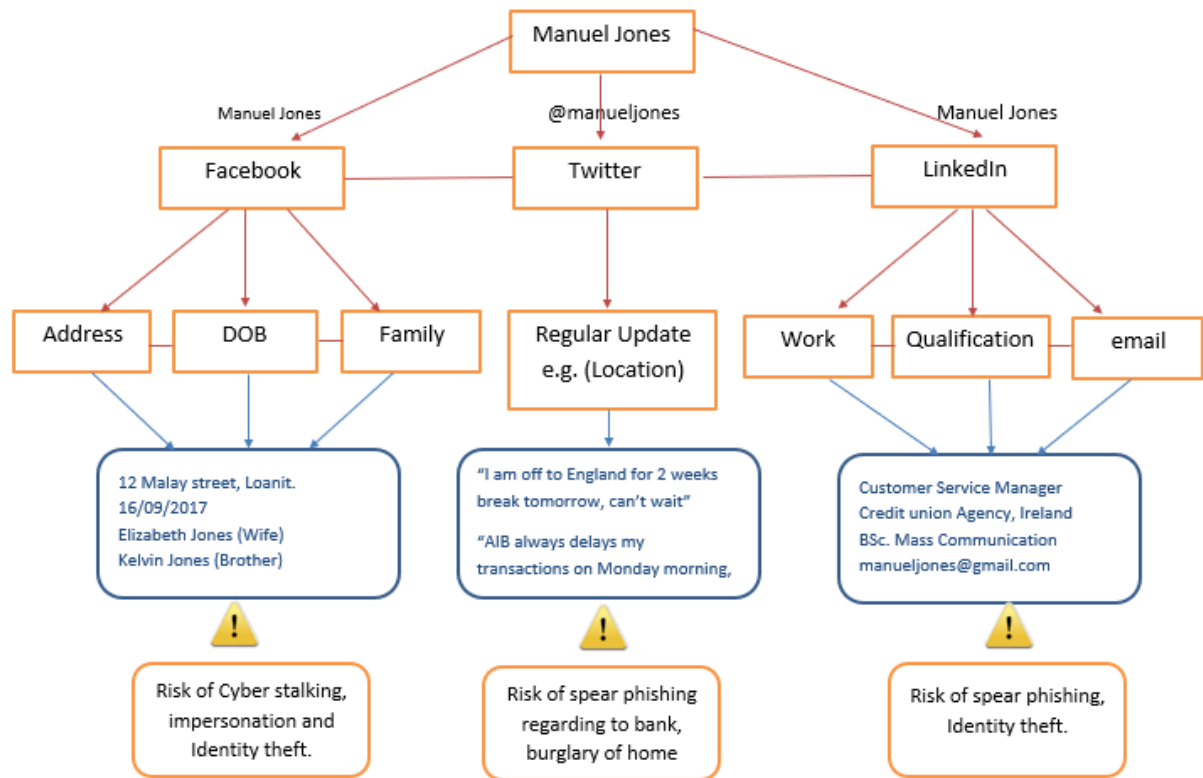 Manuel Jones
Manuel Jones
@manueljones
Manuel Jones
Facebook
Twitter
LinkedIn
Address
DOB
Family
Regular Update
e.g. (Location)
Work
Qualification
email
12 Malay street, Loanit.
16/09/2017
Elizabeth Jones (Wife)
Kelvin Jones (Brother)
“I am off to England for 2 weeks
break tomorrow, can’t wait”
“AIB always delays my
transactions on Monday morning,
Customer Service Manager
Credit union Agency, Ireland
BSc. Mass Communication
manueljones@gmail.com
!
!
!
Risk of Cyber stalking,
impersonation and
Identity theft.
Risk of spear phishing
regarding to bank,
burglary of home
Risk of spear phishing,
Identity theft.